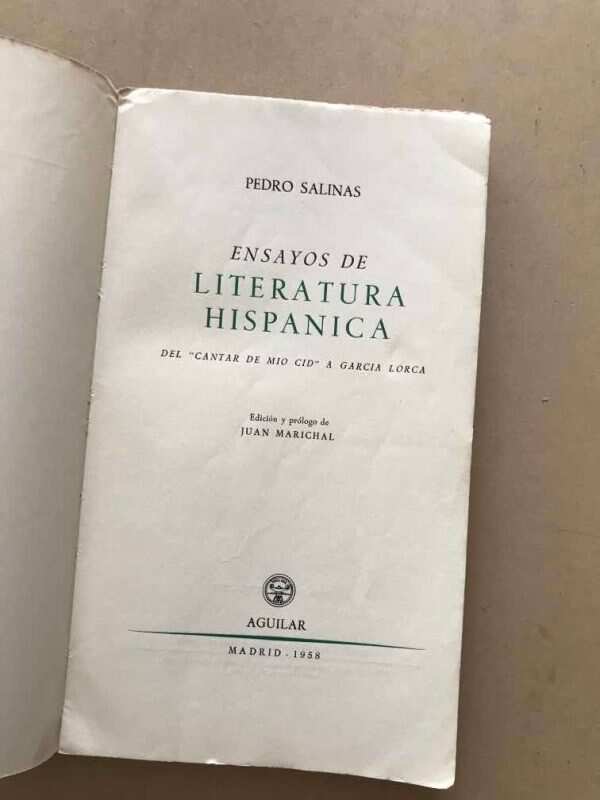 PEDRO SALINAS
ENSAYOS DE
LITERATURA
HISPANICA
DEL "CANTAR DE MIO CID" A GARCIA LORCA
Edición y prólogo de
JUAN MARICHAL
AGUILAR
MADRID - 1958